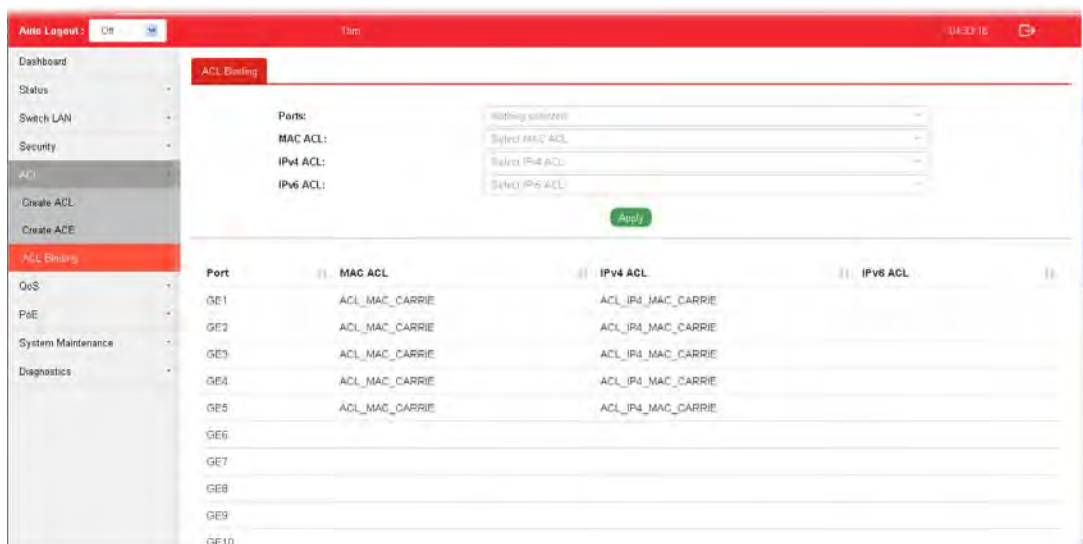 Auto Logout : Off
Dashboard
ACL Binding
Status
Switch LAN
Security
ACL
Create ACL
Create ACE
ACL Binding
QoS
PoE
System Maintenance
Diagnostics
Ports: Nothing selected
MAC ACL: Select MAC ACL
IPv4 ACL: Select IPv4 ACL
IPv6 ACL: Select IPv6 ACL
Apply
Port MAC ACL IPv4 ACL IPv6 ACL
GE1 ACL_MAC_CARRIE ACL_IP4_MAC_CARRIE
GE2 ACL_MAC_CARRIE ACL_IP4_MAC_CARRIE
GE3 ACL_MAC_CARRIE ACL_IP4_MAC_CARRIE
GE4 ACL_MAC_CARRIE ACL_IP4_MAC_CARRIE
GE5 ACL_MAC_CARRIE ACL_IP4_MAC_CARRIE
GE6
GE7
GE8
GE9
GE10